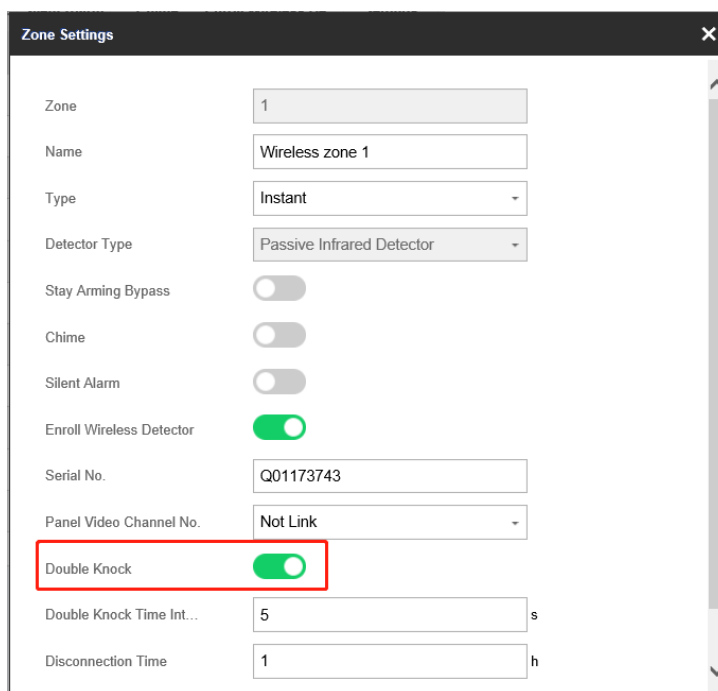 Zone Settings
Zone 1
Name Wireless zone 1
Type Instant
Detector Type Passive Infrared Detector
Stay Arming Bypass
Chime
Silent Alarm
Enroll Wireless Detector
Serial No. Q01173743
Panel Video Channel No. Not Link
Double Knock
Double Knock Time Int... 5 s
Disconnection Time 1 h